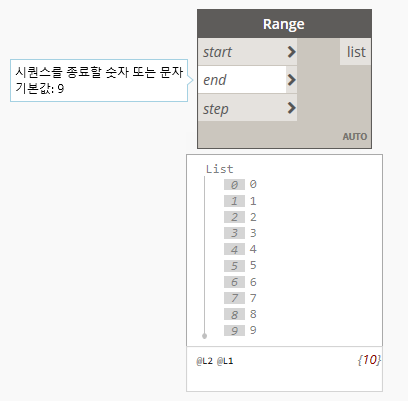 Range
start > list
시퀀스를 종료할 숫자 또는 문자
기본값: 9
end >
step >
AUTO
List
0 0
1 1
2 2
3 3
4 4
5 5
6 6
7 7
8 8
9 9
@L2 @L1 {10}